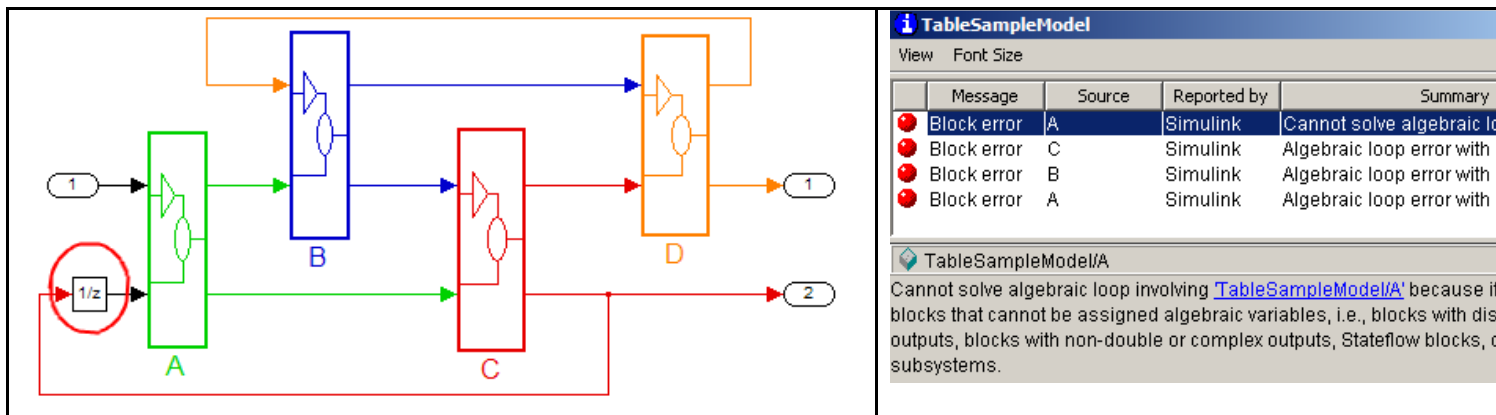 1
1/z
A
B
C
D
1
2
TableSampleModel
View Font Size
Message Source Reported by Summary
Block error A Simulink Cannot solve algebraic
Block error C Simulink Algebraic loop error with
Block error B Simulink Algebraic loop error with
Block error A Simulink Algebraic loop error with
TableSampleModel/A
Cannot solve algebraic loop involving 'TableSampleModel/A' because
blocks that cannot be assigned algebraic variables, i.e., blocks with
outputs, blocks with non-double or complex outputs, Stateflow blocks,
subsystems.